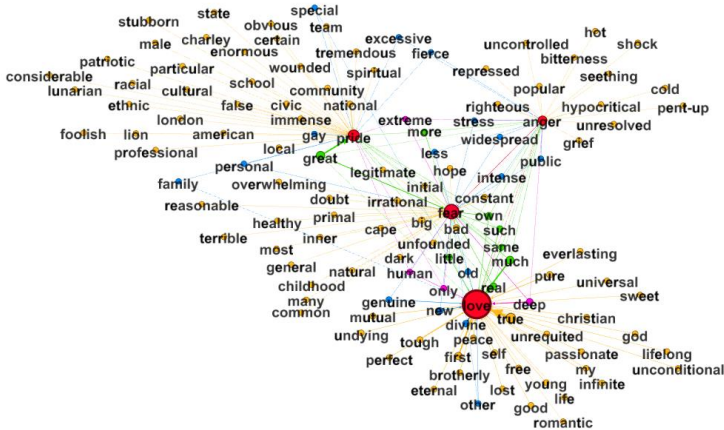 special
state
stubborn
obvious
team
male
charley
certain
excessive
hot
enormous
tremendous
fierce
uncontrolled
shock
patriotic
bitterness
particular
wounded
spiritual
repressed
seething
considerable
racial
school
community
popular
cold
lunarian
cultural
ethnic
false
civic
national
righteous
hypocritical
pent-up
london
immense
extreme
stress
anger
unresolved
foolish
lion
american
gay
pride
more
widespread
grief
professional
local
great
less
public
personal
legitimate
hope
intense
family
overwhelming
initial
reasonable
doubt
irrational
constant
primal
fear
own
healthy
cape
big
bad
such
terrible
inner
unfounded
same
most
dark
little
much
everlasting
general
natural
human
old
pure
universal
childhood
only
real
sweet
many
genuine
love
deep
common
mutual
new
true
christian
undying
divine
unrequited
god
tough
peace
perfect
first
self
passionate
lifelong
brotherly
free
my
unconditional
eternal
lost
young
infinite
other
life
good
romantic